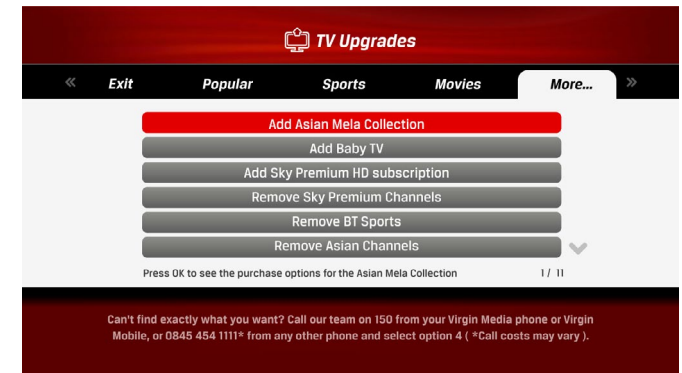 TV Upgrades
« Exit Popular Sports Movies More... »
Add Asian Mela Collection
Add Baby TV
Add Sky Premium HD subscription
Remove Sky Premium Channels
Remove BT Sports
Remove Asian Channels
Press OK to see the purchase options for the Asian Mela Collection 1 / 11
Can't find exactly what you want? Call our team on 150 from your Virgin Media phone or Virgin
Mobile, or 0845 454 1111* from any other phone and select option 4 ( *Call costs may vary ).